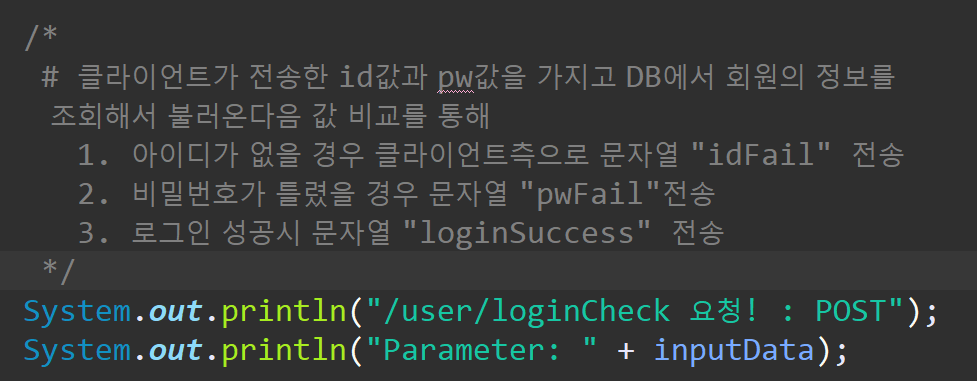 /*
# 클라이언트가 전송한 id값과 pw값을 가지고 DB에서 회원의 정보를
조회해서 불러온다음 값 비교를 통해
1. 아이디가 없을 경우 클라이언트측으로 문자열 "idFail" 전송
2. 비밀번호가 틀렸을 경우 문자열 "pwFail"전송
3. 로그인 성공시 문자열 "loginSuccess" 전송
*/
System.out.println("/user/loginCheck 요청! : POST");
System.out.println("Parameter: " + inputData);